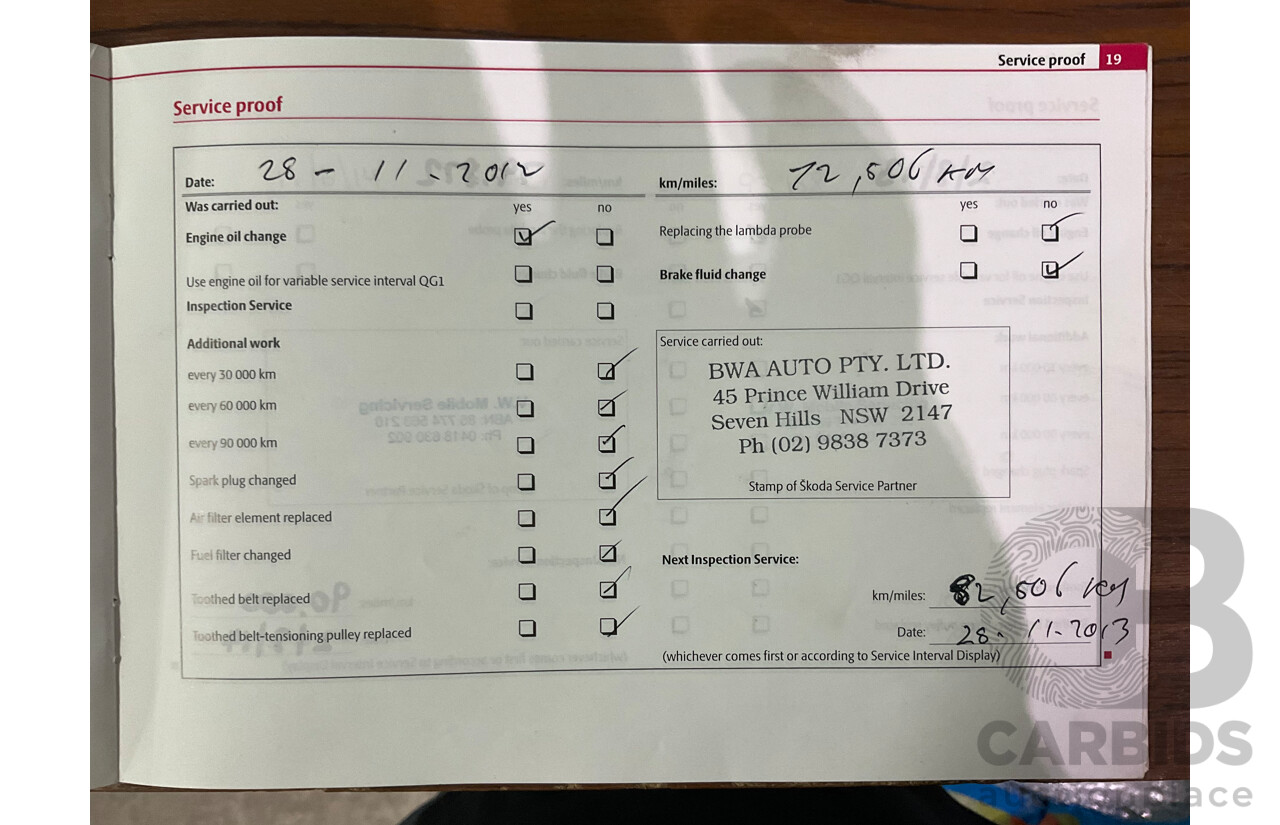 Service proof 19
Service proof
Date: 28 - 11 - 2012
km/miles: 72,506 KM
Was carried out: yes no
Engine oil change
Use engine oil for variable service interval QG1
Inspection Service
Additional work
every 30 000 km
every 60 000 km
every 90 000 km
Spark plug changed
Air filter element replaced
Fuel filter changed
Toothed belt replaced
Toothed belt-tensioning pulley replaced
yes no
Replacing the lambda probe
Brake fluid change
Service carried out:
BWA AUTO PTY. LTD.
45 Prince William Drive
Seven Hills NSW 2147
Ph (02) 9838 7373
Stamp of Škoda Service Partner
Next Inspection Service:
km/miles: 82,506 KM
Date: 28 - 11-2013
(whichever comes first or according to Service Interval Display)
CARBIDS